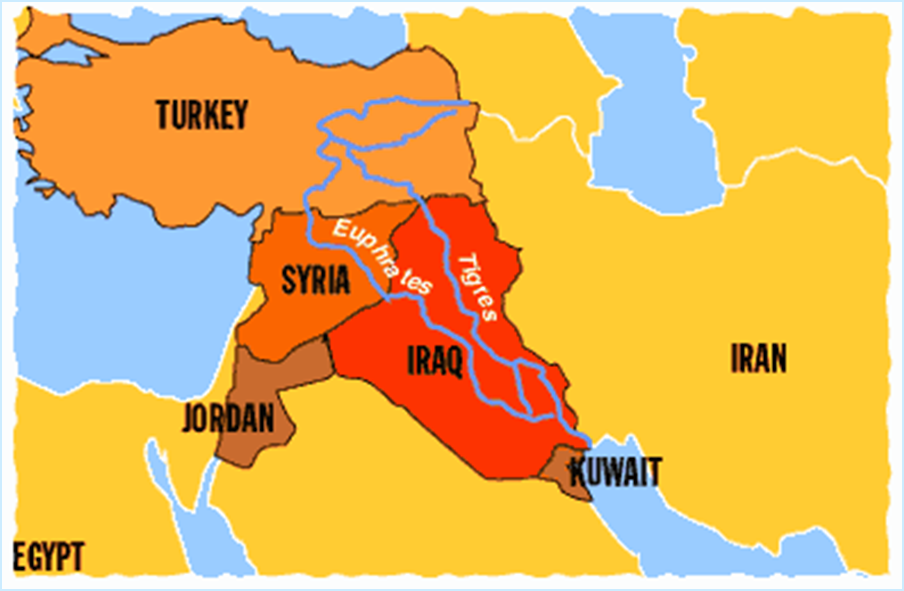 TURKEY
Euphrates
Tigres
SYRIA
IRAQ
IRAN
JORDAN
KUWAIT
EGYPT